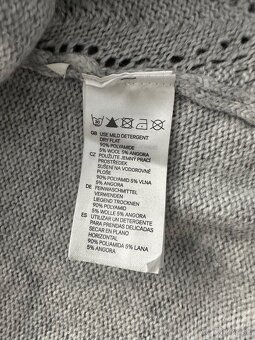 GB USE MILD DETERGENT
DRY FLAT
90% POLYAMIDE
5% WOOL 5% ANGORA
CZ POUŽIJTE JEMNÝ PRACÍ
PROSTŘEDEK
SUŠENÍ NA VODOROVNÉ
PLOŠE
90% POLYAMID 5% VLNA
5% ANGORA
DE FEINWASCHMITTEL
VERWENDEN
LIEGEND TROCKNEN
90% POLYAMID
5% WOLLE 5% ANGORA
ES UTILIZAR UN DETERGENTE
PARA PRENDAS DELICADAS
SECAR EN PLANO
HORIZONTAL
90% POLIAMIDA 5% LANA
5% ANGORA